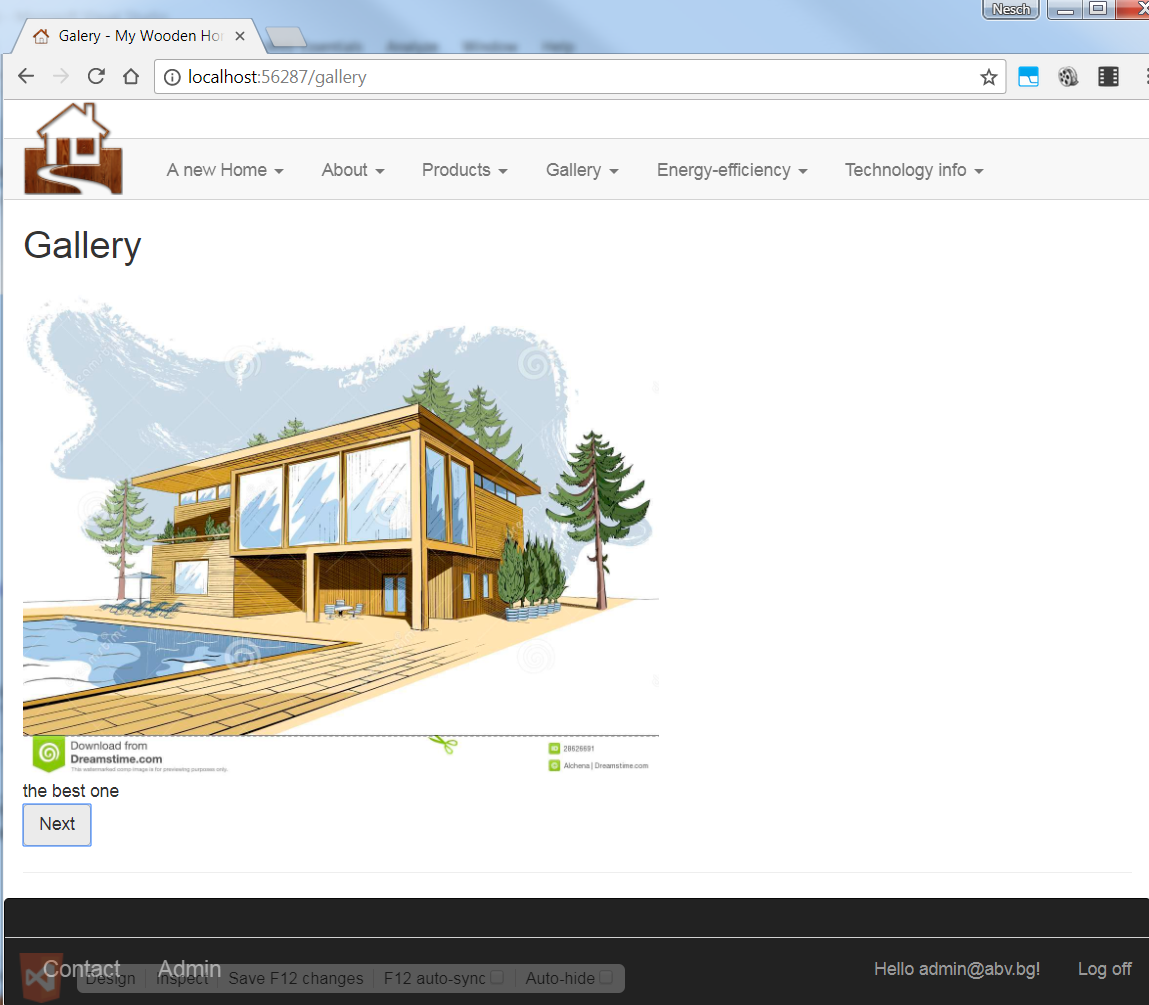 Nesch
Galery - My Wooden Ho
localhost:56287/gallery
A new Home About Products Gallery Energy-efficiency Technology info
Gallery
Download from
Dreamstime.com
This watermarked comp image is for previewing purposes only.
28626691
Alchena | Dreamstime.com
the best one
Next
Contact Admin
Design Inspect Save F12 changes F12 auto-sync Auto-hide
Hello admin@abv.bg! Log off